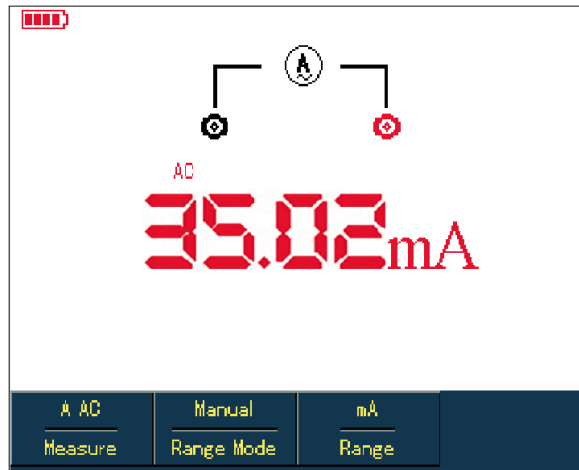 A
AC
35.02mA
A AC
Measure
Manual
Range Mode
mA
Range